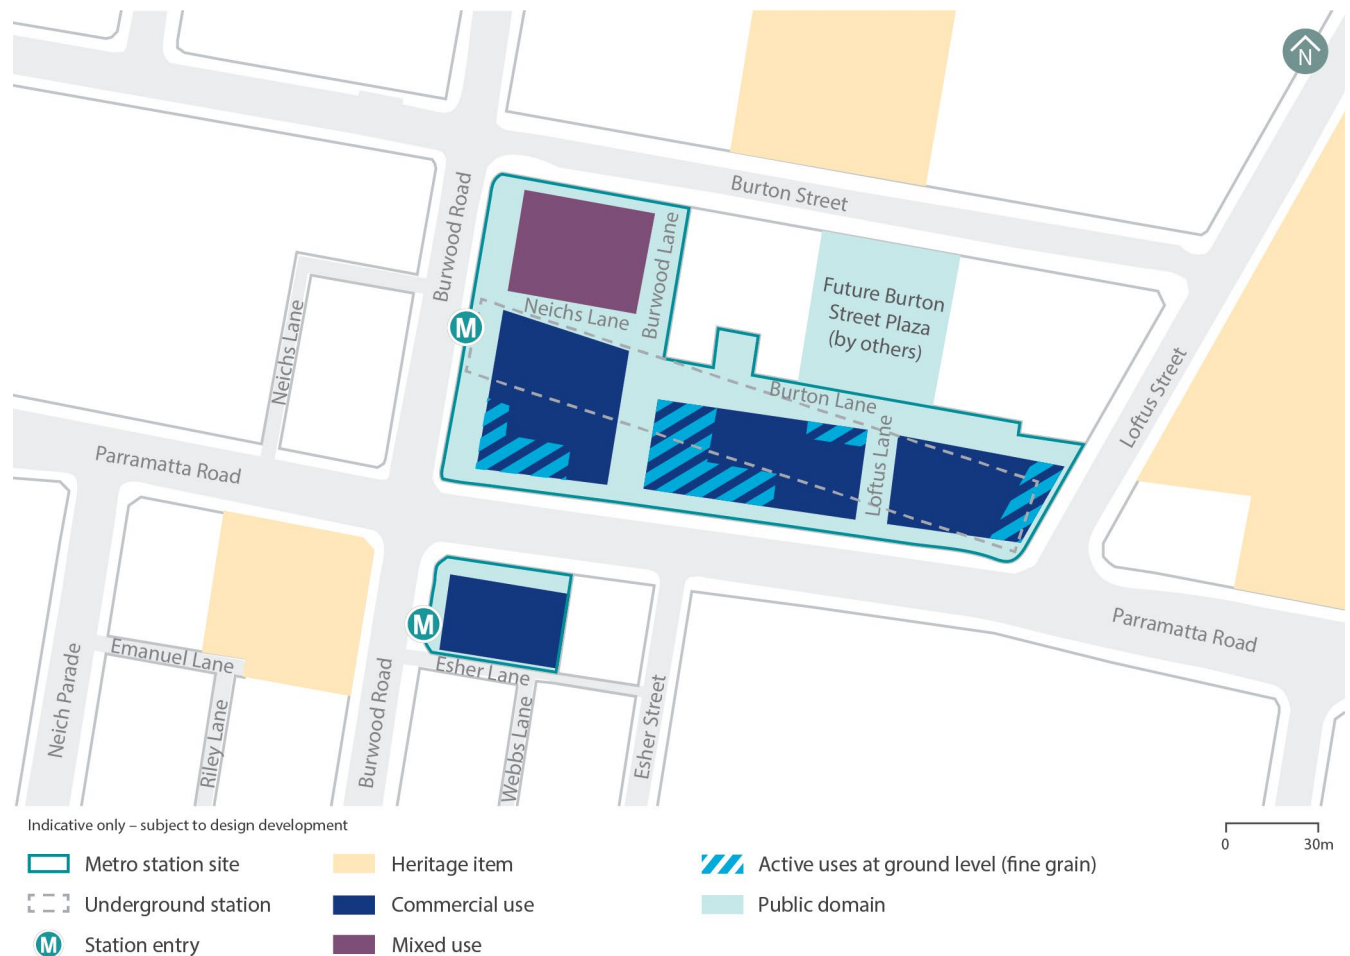 N
Burton Street
Burwood Road
Burwood Lane
Future Burton
Street Plaza
(by others)
Neichs Lane
M
Neichs Lane
Burton Lane
Loftus Street
Loftus Lane
Parramatta Road
Parramatta Road
M
Emanuel Lane
Esher Lane
Neich Parade
Riley Lane
Burwood Road
Webbs Lane
Esher Street
Indicative only – subject to design development
0 30m
Metro station site
Heritage item
Active uses at ground level (fine grain)
Underground station
Commercial use
Public domain
M Station entry
Mixed use